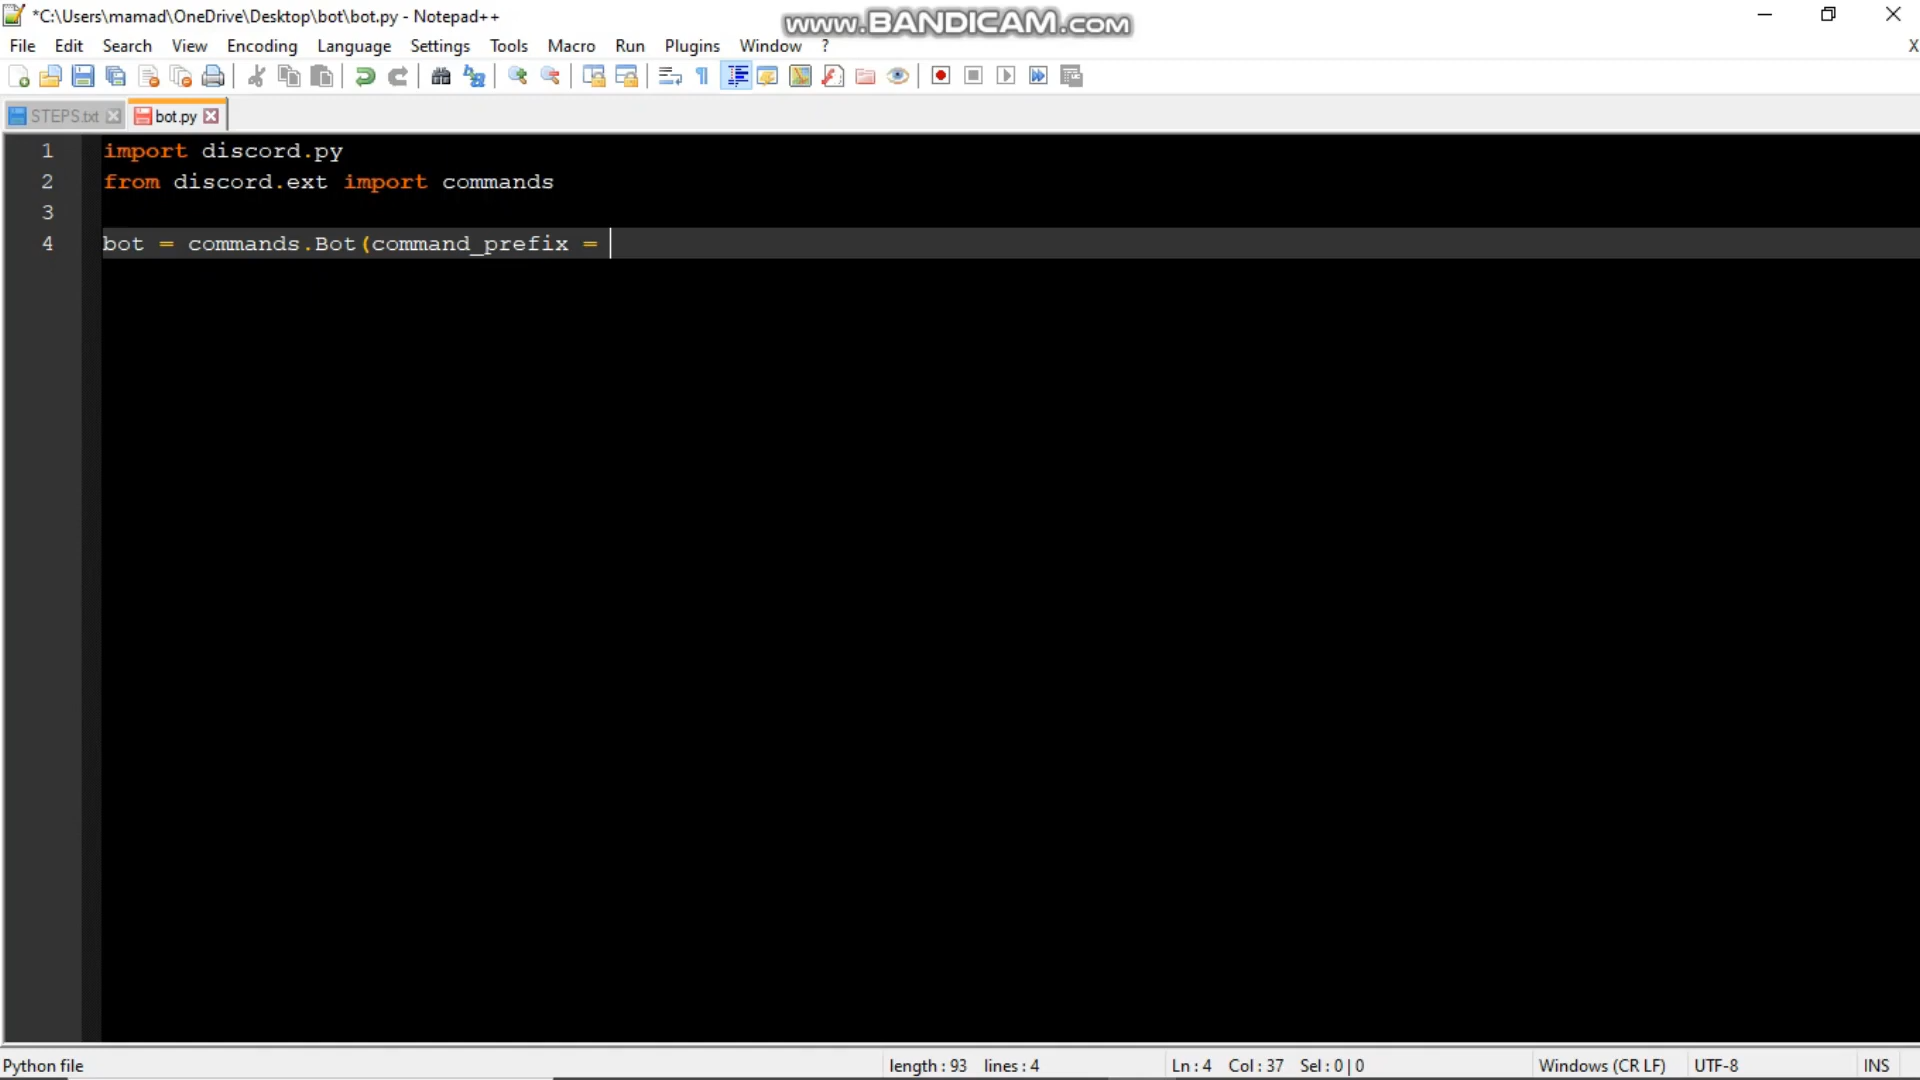 *C:\Users\mamad\OneDrive\Desktop\bot\bot.py - Notepad++
www.BANDICAM.com
File Edit Search View Encoding Language Settings Tools Macro Run Plugins Window ? X
STEPS.txt bot.py
1 import discord.py
2 from discord.ext import commands
3
4 bot = commands.Bot(command_prefix =
Python file length : 93 lines : 4 Ln : 4 Col : 37 Sel : 0 | 0 Windows (CR LF) UTF-8 INS